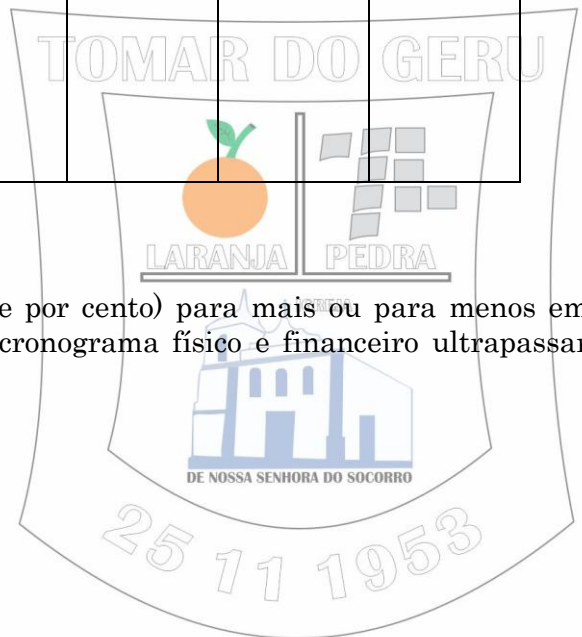 TOMAR DO GERU
LARANJA PEDRA
e por cento) para mais ou para menos em
IGREJA
cronograma físico e financeiro ultrapassar
DE NOSSA SENHORA DO SOCORRO
25 11 1953